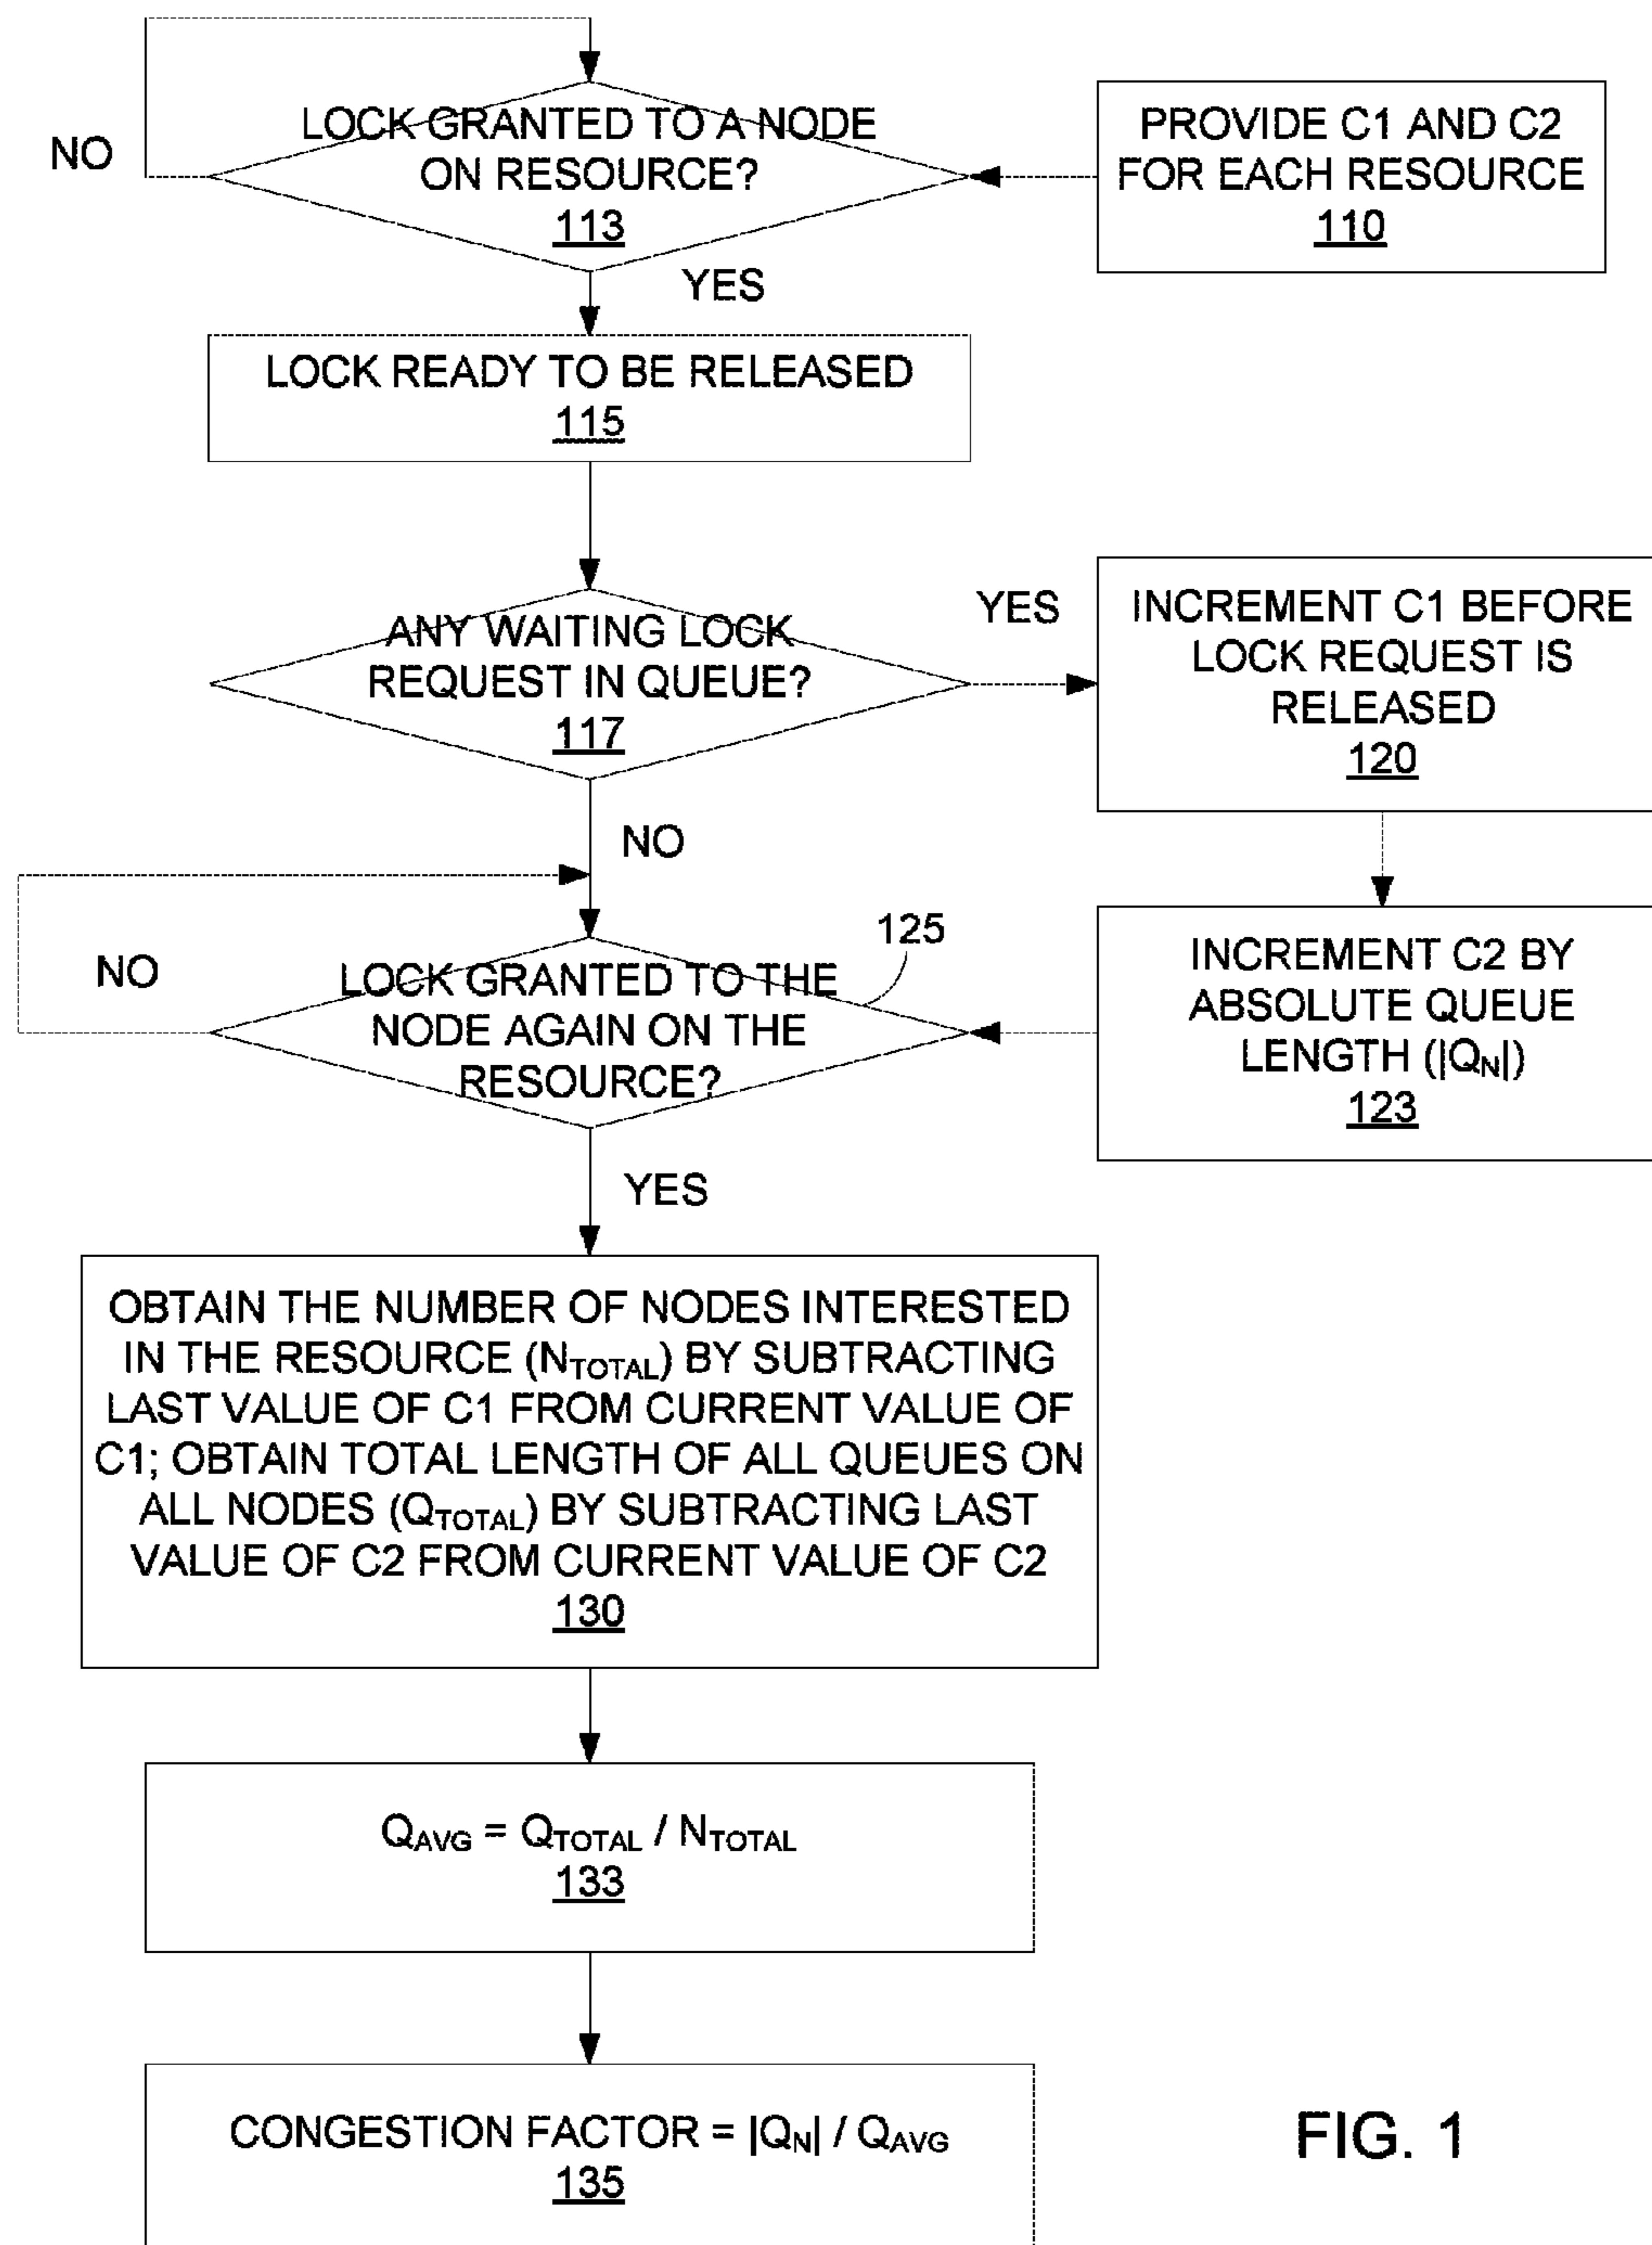 LOCK GRANTED TO A NODE
ON RESOURCE?
113
NO
YES
PROVIDE C1 AND C2
FOR EACH RESOURCE
110
LOCK READY TO BE RELEASED
115
ANY WAITING LOCK
REQUEST IN QUEUE?
117
YES
NO
INCREMENT C1 BEFORE
LOCK REQUEST IS
RELEASED
120
INCREMENT C2 BY
ABSOLUTE QUEUE
LENGTH (|QN|)
123
125
LOCK GRANTED TO THE
NODE AGAIN ON THE
RESOURCE?
NO
YES
OBTAIN THE NUMBER OF NODES INTERESTED
IN THE RESOURCE (NTOTAL) BY SUBTRACTING
LAST VALUE OF C1 FROM CURRENT VALUE OF
C1; OBTAIN TOTAL LENGTH OF ALL QUEUES ON
ALL NODES (QTOTAL) BY SUBTRACTING LAST
VALUE OF C2 FROM CURRENT VALUE OF C2
130
QAVG = QTOTAL / NTOTAL
133
CONGESTION FACTOR = |QN| / QAVG
135
FIG. 1